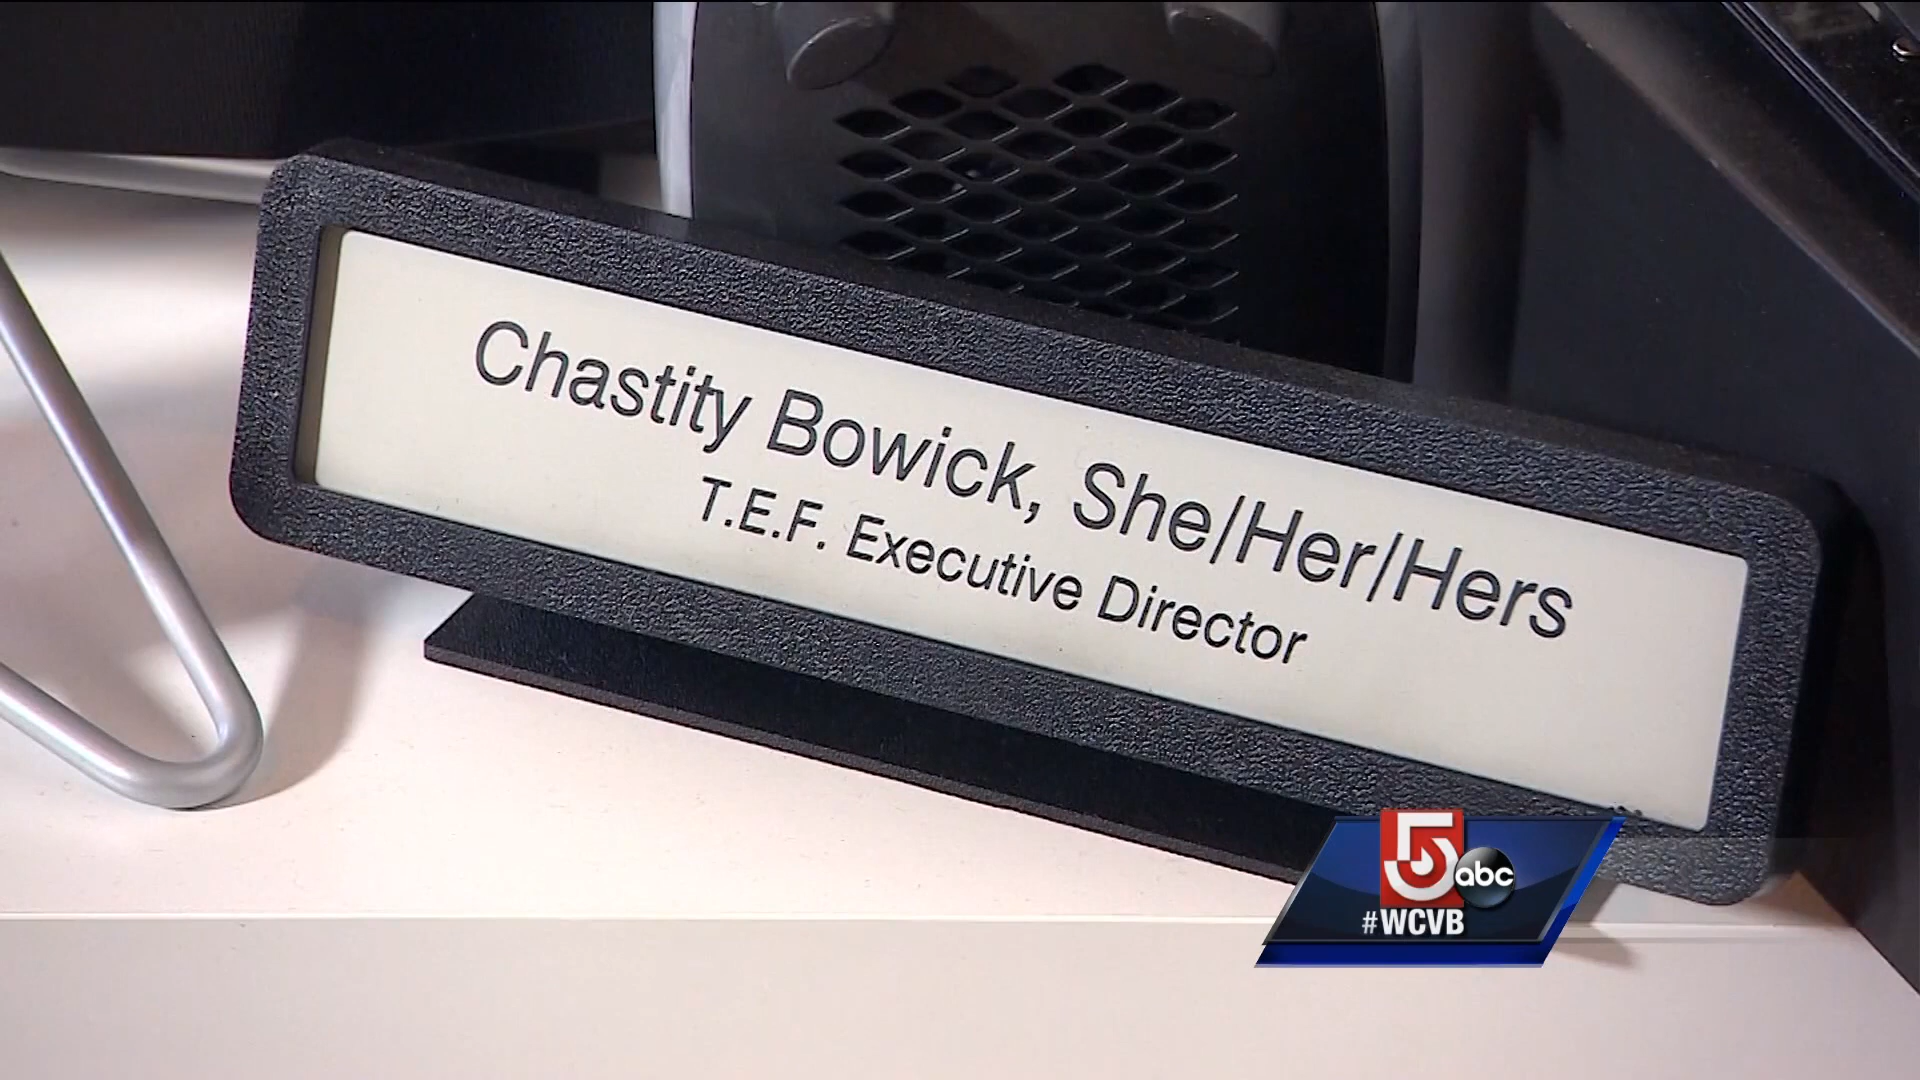 Chastity Bowick, She/Her/Hers
T.E.F. Executive Director
5 abc
#WCVB